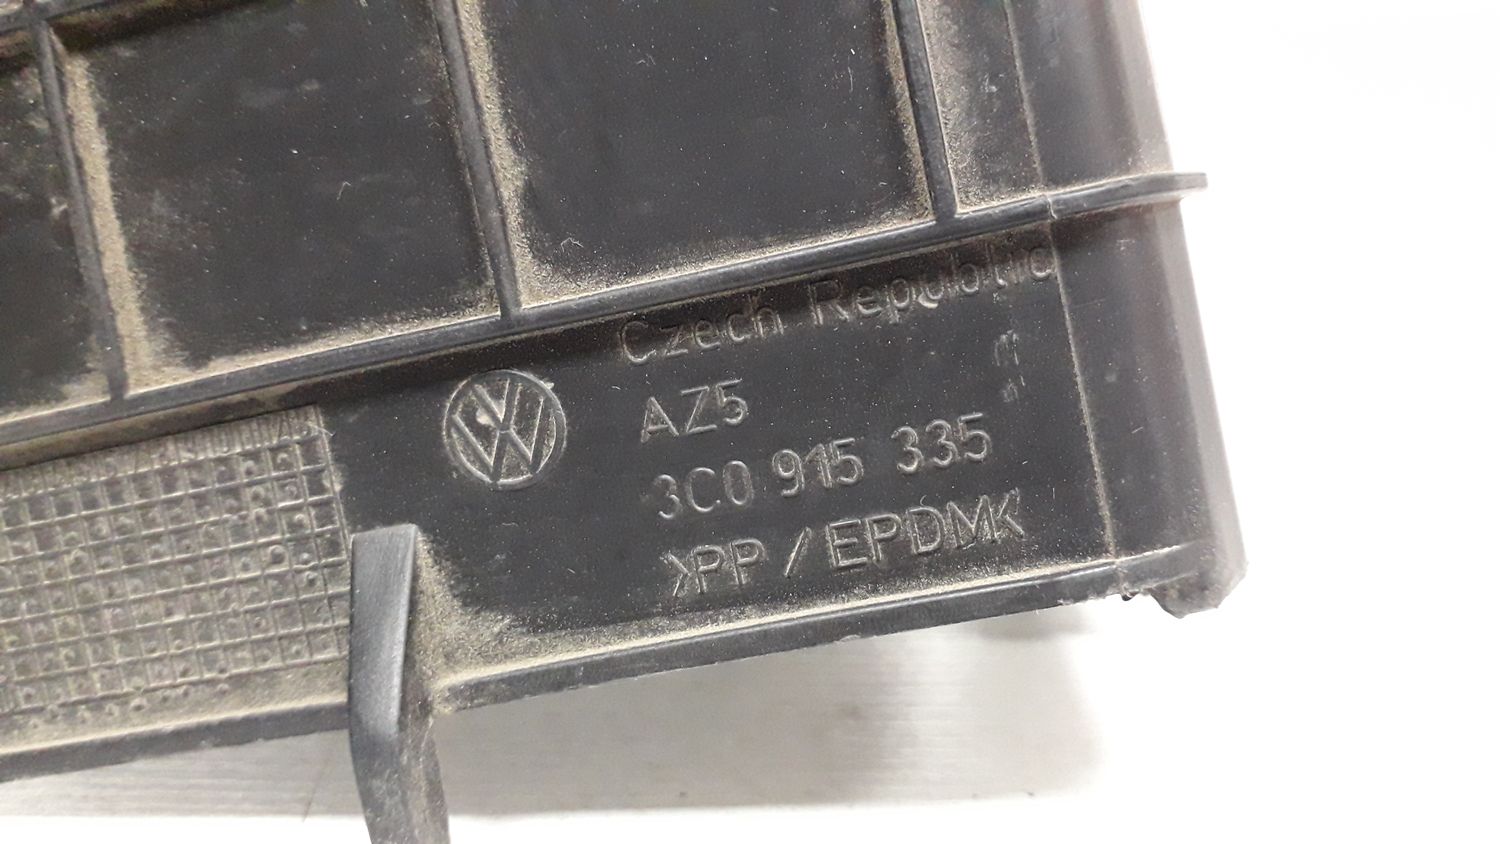 Czech Republic
AZ5
3C0 915 335
>PP / EPDM<